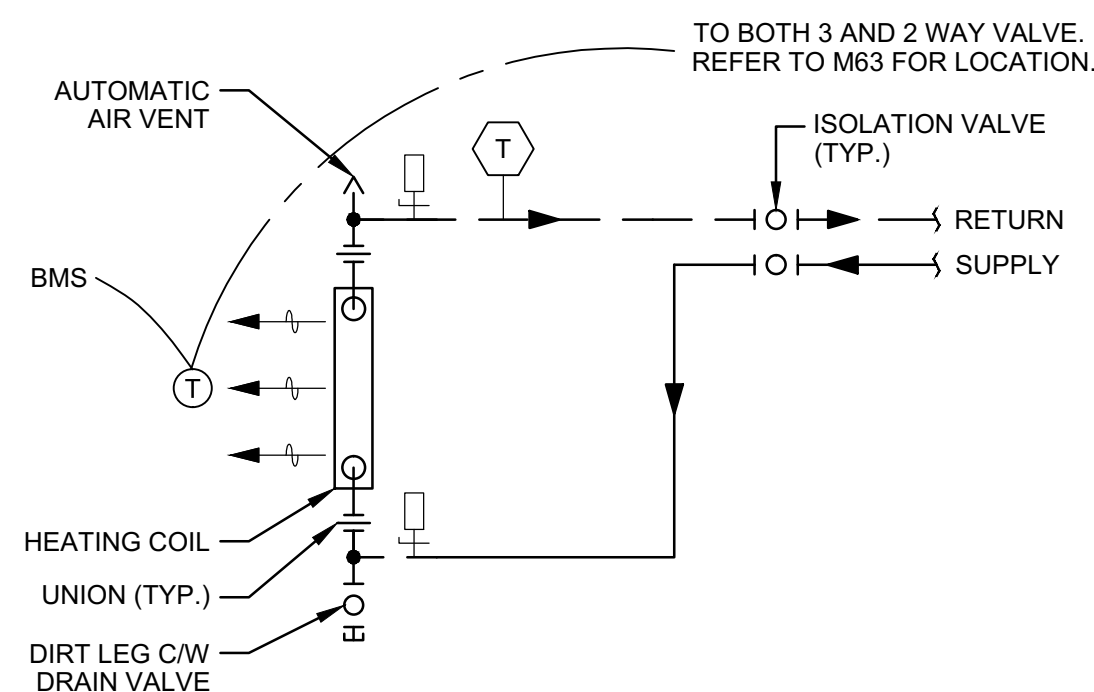 TO BOTH 3 AND 2 WAY VALVE.
REFER TO M63 FOR LOCATION.
AUTOMATIC
AIR VENT
T
ISOLATION VALVE
(TYP.)
RETURN
SUPPLY
BMS
T
HEATING COIL
UNION (TYP.)
DIRT LEG C/W
DRAIN VALVE